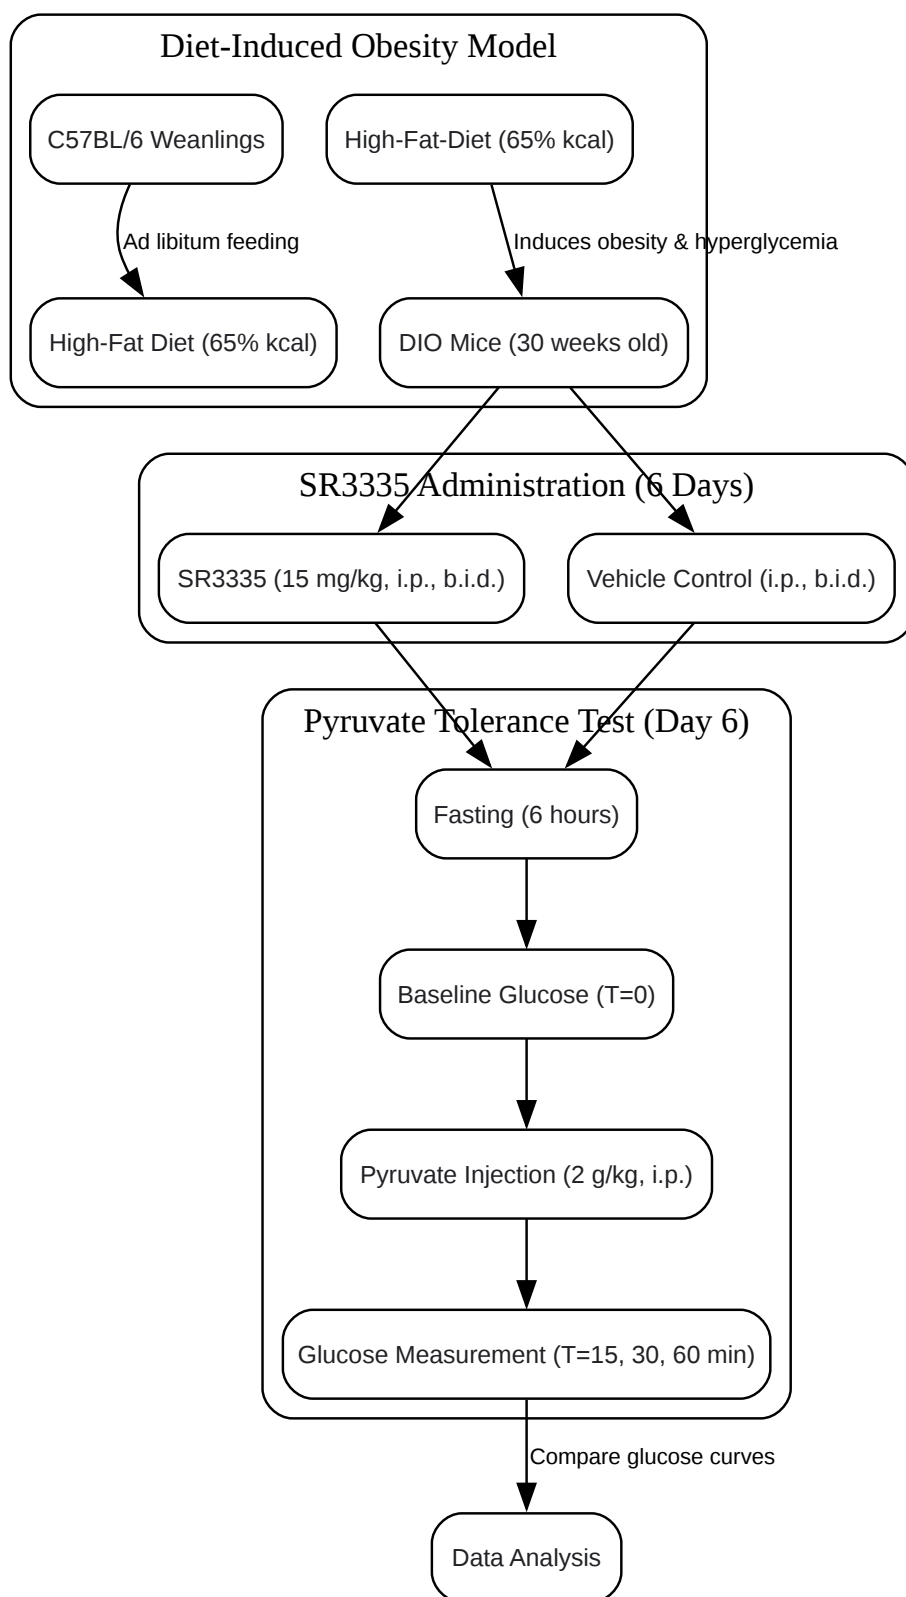 Diet-Induced Obesity Model
C57BL/6 Weanlings
High-Fat-Diet (65% kcal)
Ad libitum feeding
Induces obesity & hyperglycemia
High-Fat Diet (65% kcal)
DIO Mice (30 weeks old)
SR3335 Administration (6 Days)
SR3335 (15 mg/kg, i.p., b.i.d.)
Vehicle Control (i.p., b.i.d.)
Pyruvate Tolerance Test (Day 6)
Fasting (6 hours)
Baseline Glucose (T=0)
Pyruvate Injection (2 g/kg, i.p.)
Glucose Measurement (T=15, 30, 60 min)
Compare glucose curves
Data Analysis